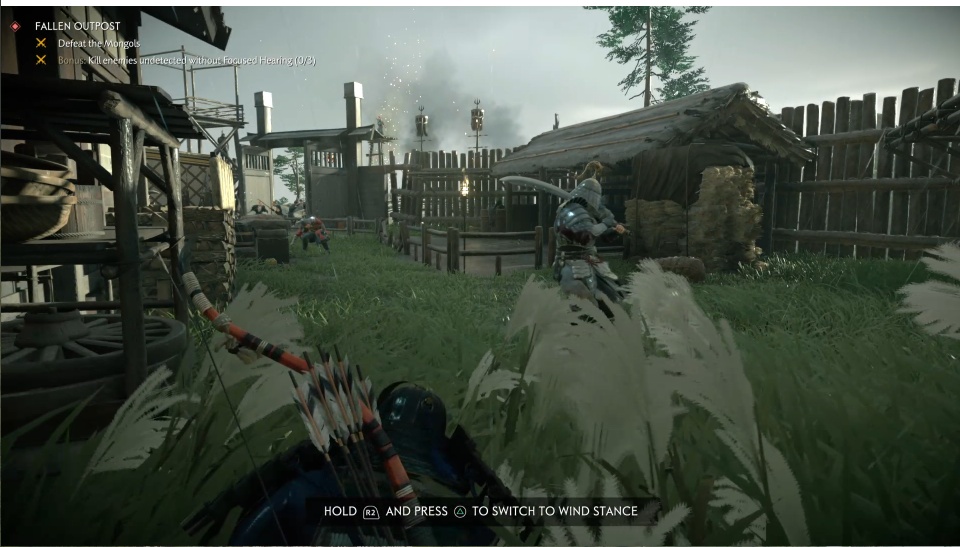 FALLEN OUTPOST
Defeat the Mongols
Bonus: Kill enemies undetected without Focused Hearing (0/3)
HOLD R2 AND PRESS △ TO SWITCH TO WIND STANCE